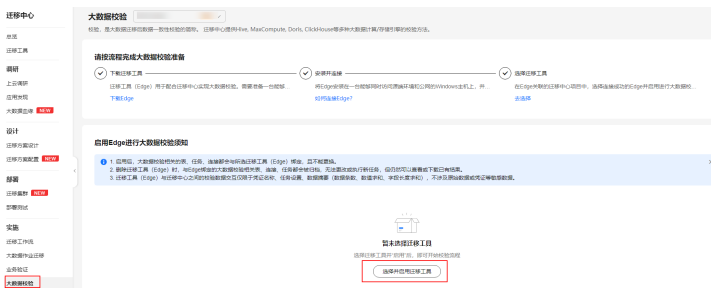 迁移中心
总览
迁移工具
调研
上云调研
应用发现
大数据血缘 NEW
设计
迁移方案设计
迁移方案配置 NEW
部署
迁移集群 NEW
部署测试
实施
迁移工作流
大数据作业迁移
业务验证
大数据校验
大数据校验
校验，是大数据迁移后数据一致性校验的简称。迁移中心提供Hive, MaxCompute, Doris, ClickHouse等多种大数据计算/存储引擎的校验方法。
请按流程完成大数据校验准备
下载迁移工具
迁移工具（Edge）用于配合迁移中心实现大数据校验，需要准备一台能够...
下载Edge
安装并连接
将Edge安装在一台能够同时访问源端环境和公网的Windows主机上，并...
如何连接Edge?
选择迁移工具
在Edge关联的迁移中心项目中，选择连接成功的Edge并启用进行大数据校...
去选择
启用Edge进行大数据校验须知
1. 启用后，大数据校验相关的表、任务、连接都会与所选迁移工具（Edge）绑定，且不能更换。
2. 删除迁移工具（Edge）时，与Edge绑定的大数据校验相关表、连接、任务都会被归档，无法更改或执行新任务，但仍然可以查看或下载已有结果。
3. 迁移工具（Edge）与迁移中心之间的校验数据交互仅限于凭证名称、任务设置、数据摘要（数据条数、数值求和、字段长度求和），不涉及原始数据或凭证等敏感数据。
暂未选择迁移工具
选择迁移工具并“启用”后，即可开始校验流程
选择并启用迁移工具